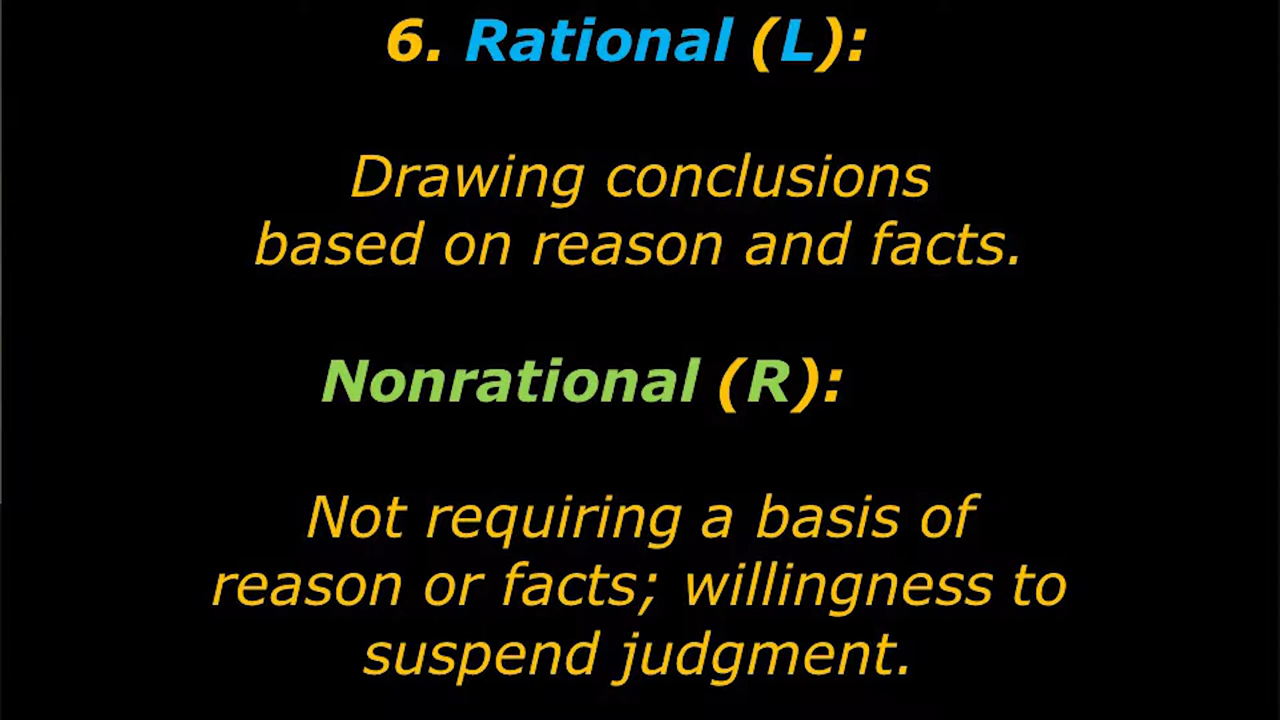 6. Rational (L):
Drawing conclusions
based on reason and facts.
Nonrational (R):
Not requiring a basis of
reason or facts; willingness to
suspend judgment.